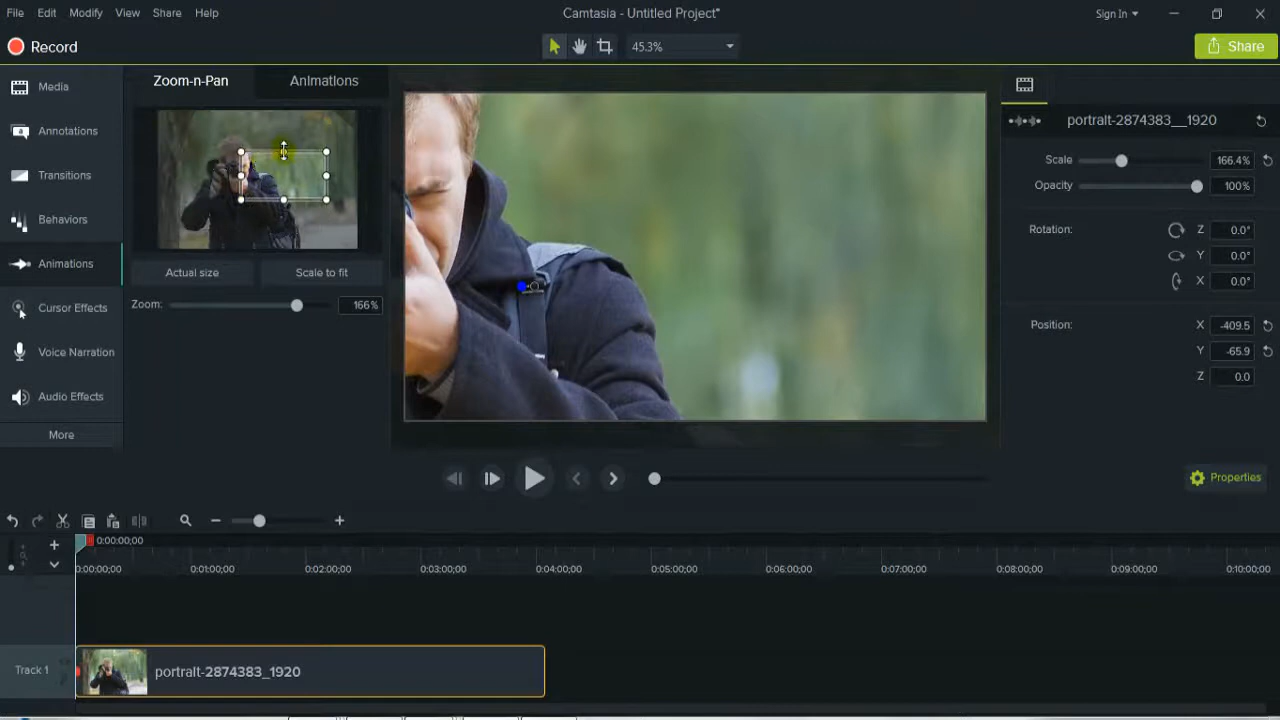 File Edit Modify View Share Help
Camtasia - Untitled Project*
Sign In
Record
45.3%
Share
Media
Annotations
Transitions
Behaviors
Animations
Cursor Effects
Voice Narration
Audio Effects
More
Zoom-n-Pan
Animations
Actual size
Scale to fit
Zoom:
166%
portrait-2874383__1920
Scale
166.4%
Opacity
100%
Rotation:
Z
0.0°
Y
0.0°
X
0.0°
Position:
X
-409.5
Y
-65.9
Z
0.0
Properties
0:00:00;00
0:00:00;00 0:01:00;00 0:02:00;00 0:03:00;00 0:04:00;00 0:05:00;00 0:06:00;00 0:07:00;00 0:08:00;00 0:09:00;00 0:10:00;00
Track 1
portrait-2874383_1920